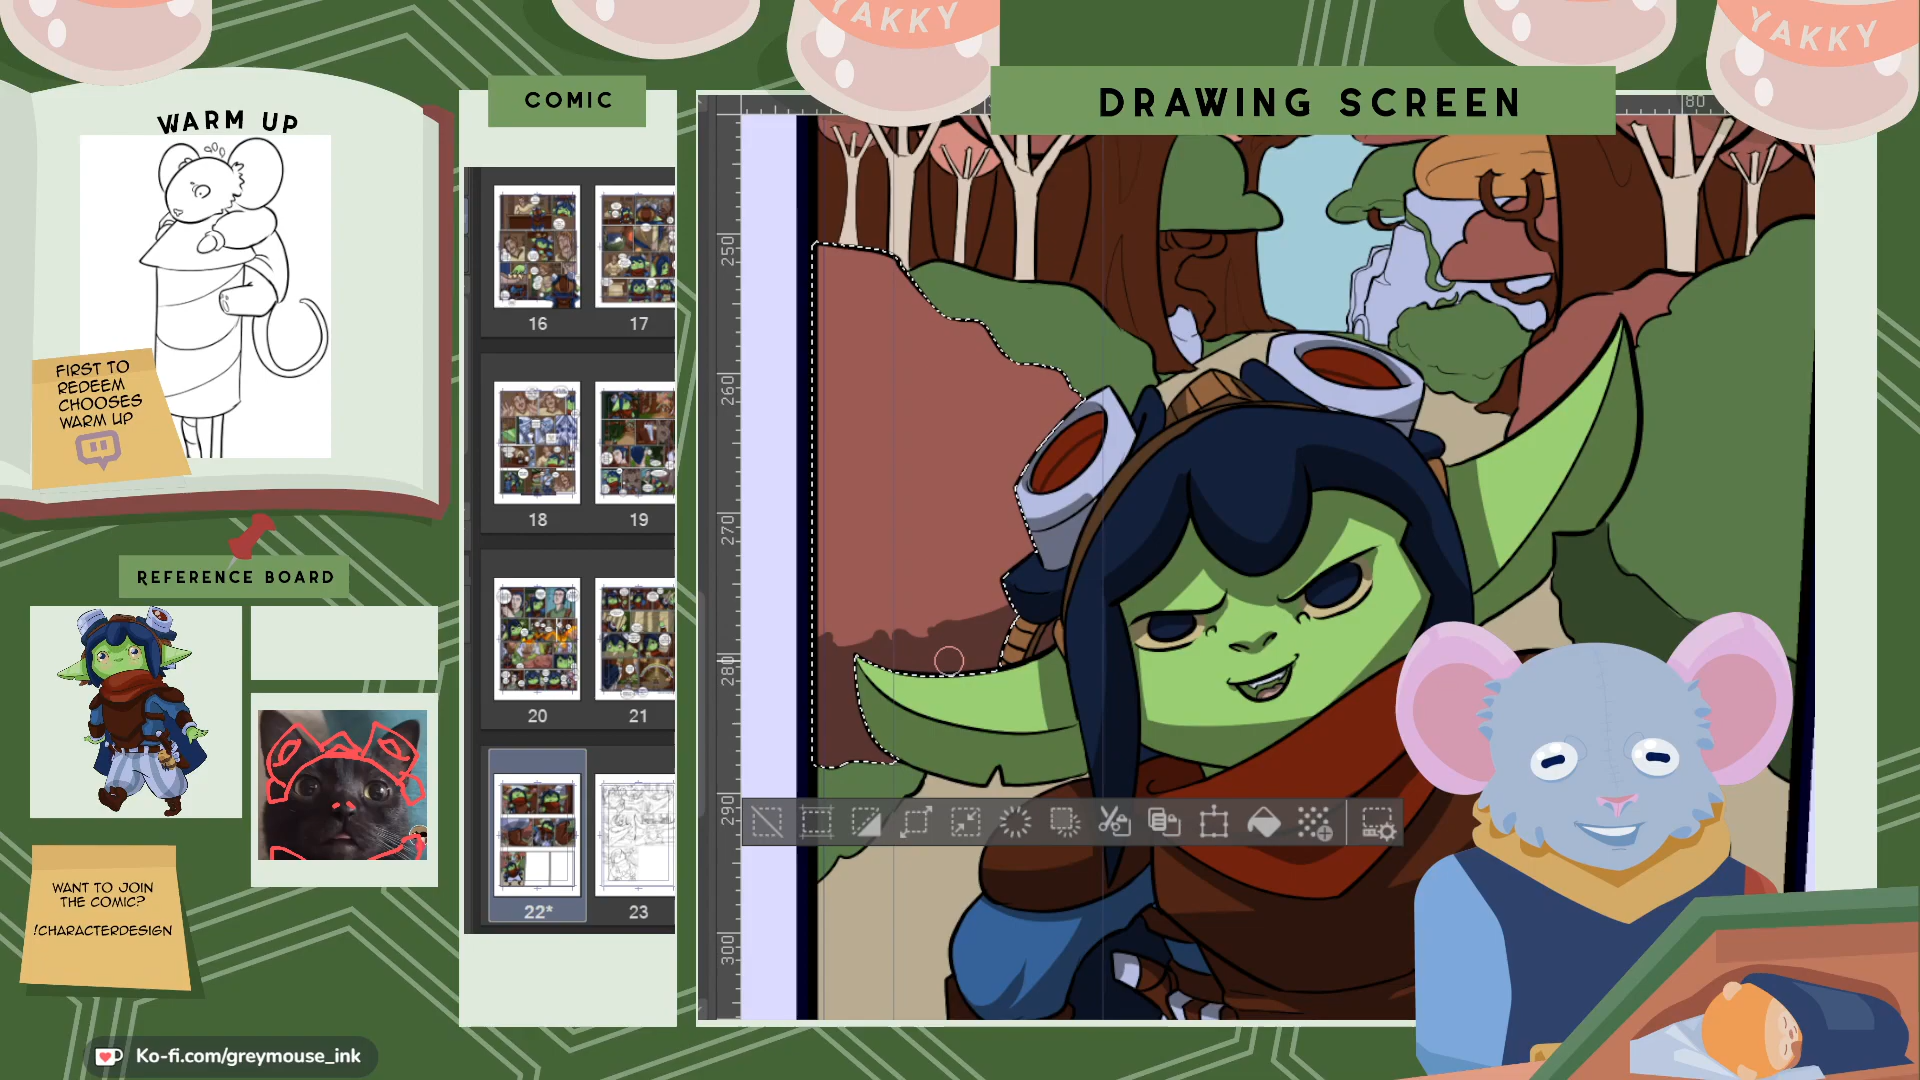 YAKKY
YAKKY
WARM UP
COMIC
DRAWING SCREEN
80
FIRST TO
REDEEM
CHOOSES
WARM UP
16
17
18
19
20
21
22*
23
250
260
270
280
290
300
REFERENCE BOARD
WANT TO JOIN
THE COMIC?
!CHARACTERDESIGN
Ko-fi.com/greymouse_ink